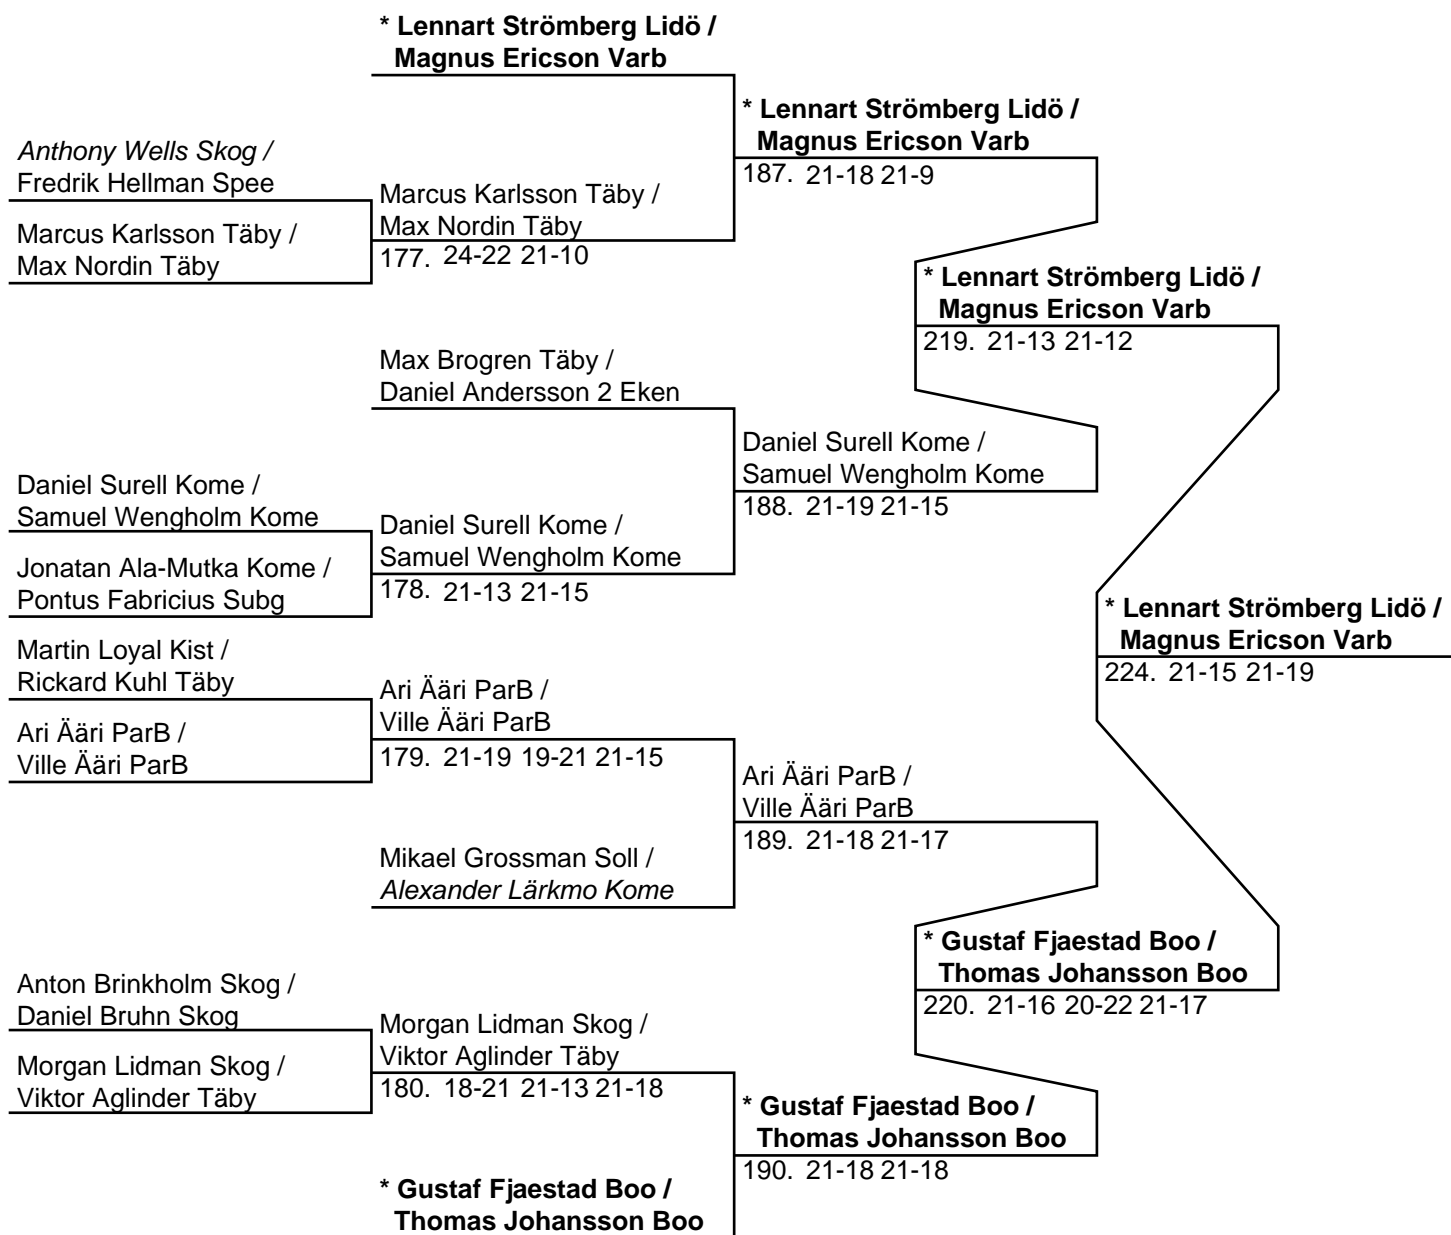 * Lennart Strömberg Lidö /
Magnus Ericson Varb
* Lennart Strömberg Lidö /
Magnus Ericson Varb
187. 21-18 21-9
Anthony Wells Skog /
Fredrik Hellman Spee
Marcus Karlsson Täby /
Max Nordin Täby
177. 24-22 21-10
Marcus Karlsson Täby /
Max Nordin Täby
* Lennart Strömberg Lidö /
Magnus Ericson Varb
219. 21-13 21-12
Max Brogren Täby /
Daniel Andersson 2 Eken
Daniel Surell Kome /
Samuel Wengholm Kome
188. 21-19 21-15
Daniel Surell Kome /
Samuel Wengholm Kome
Daniel Surell Kome /
Samuel Wengholm Kome
178. 21-13 21-15
Jonatan Ala-Mutka Kome /
Pontus Fabricius Subg
* Lennart Strömberg Lidö /
Magnus Ericson Varb
224. 21-15 21-19
Martin Loyal Kist /
Rickard Kuhl Täby
Ari Ääri ParB /
Ville Ääri ParB
179. 21-19 19-21 21-15
Ari Ääri ParB /
Ville Ääri ParB
Ari Ääri ParB /
Ville Ääri ParB
189. 21-18 21-17
Mikael Grossman Soll /
Alexander Lärkmo Kome
* Gustaf Fjaestad Boo /
Thomas Johansson Boo
220. 21-16 20-22 21-17
Anton Brinkholm Skog /
Daniel Bruhn Skog
Morgan Lidman Skog /
Viktor Aglinder Täby
180. 18-21 21-13 21-18
Morgan Lidman Skog /
Viktor Aglinder Täby
* Gustaf Fjaestad Boo /
Thomas Johansson Boo
190. 21-18 21-18
* Gustaf Fjaestad Boo /
Thomas Johansson Boo